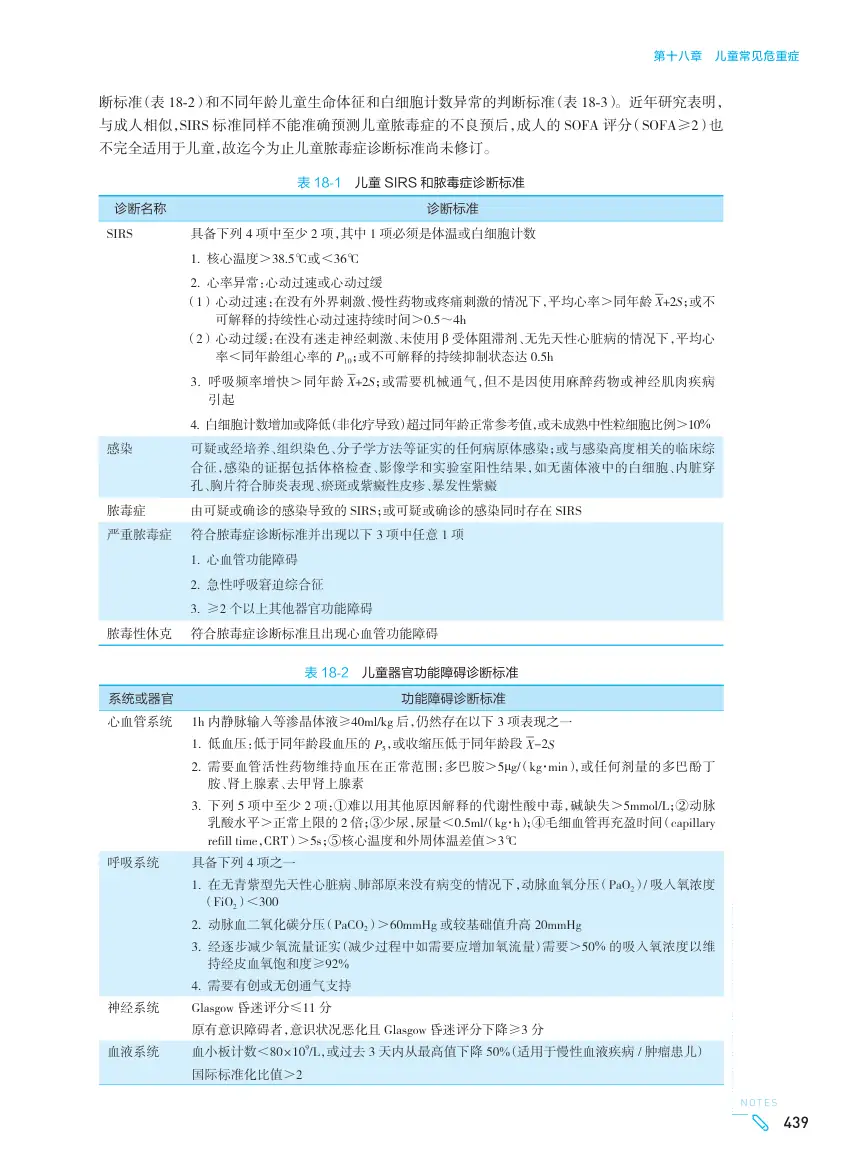 第十八章 儿童常见危重症
断标准(表 18-2)和不同年龄儿童生命体征和白细胞计数异常的判断标准(表 18-3)。近年研究表明,
与成人相似,SIRS 标准同样不能准确预测儿童脓毒症的不良预后,成人的 SOFA 评分(SOFA≥2)也
不完全适用于儿童,故迄今为止儿童脓毒症诊断标准尚未修订。
表 18-1 儿童 SIRS 和脓毒症诊断标准
诊断名称 诊断标准
SIRS 具备下列 4 项中至少 2 项,其中 1 项必须是体温或白细胞计数
1. 核心温度>38.5℃或<36℃
2. 心率异常:心动过速或心动过缓
(1)心动过速:在没有外界刺激、慢性药物或疼痛刺激的情况下,平均心率>同年龄 X̅+2S;或不
可解释的持续性心动过速持续时间>0.5~4h
(2)心动过缓:在没有迷走神经刺激、未使用 β 受体阻滞剂、无先天性心脏病的情况下,平均心
率<同年龄组心率的 P₁₀;或不可解释的持续抑制状态达 0.5h
3. 呼吸频率增快>同年龄 X̅+2S;或需要机械通气,但不是因使用麻醉药物或神经肌肉疾病
引起
4. 白细胞计数增加或降低(非化疗导致)超过同年龄正常参考值,或未成熟中性粒细胞比例>10%
感染 可疑或经培养、组织染色、分子学方法等证实的任何病原体感染;或与感染高度相关的临床综
合征,感染的证据包括体格检查、影像学和实验室阳性结果,如无菌体液中的白细胞、内脏穿
孔、胸片符合肺炎表现、瘀斑或紫癜性皮疹、暴发性紫癜
脓毒症 由可疑或确诊的感染导致的 SIRS;或可疑或确诊的感染同时存在 SIRS
严重脓毒症 符合脓毒症诊断标准并出现以下 3 项中任意 1 项
1. 心血管功能障碍
2. 急性呼吸窘迫综合征
3. ≥2 个以上其他器官功能障碍
脓毒性休克 符合脓毒症诊断标准且出现心血管功能障碍
表 18-2 儿童器官功能障碍诊断标准
系统或器官 功能障碍诊断标准
心血管系统 1h 内静脉输入等渗晶体液≥40ml/kg 后,仍然存在以下 3 项表现之一
1. 低血压:低于同年龄段血压的 P₅,或收缩压低于同年龄段 X̅-2S
2. 需要血管活性药物维持血压在正常范围:多巴胺>5μg/(kg·min),或任何剂量的多巴酚丁
胺、肾上腺素、去甲肾上腺素
3. 下列 5 项中至少 2 项:①难以用其他原因解释的代谢性酸中毒,碱缺失>5mmol/L;②动脉
乳酸水平>正常上限的 2 倍;③少尿,尿量<0.5ml/(kg·h);④毛细血管再充盈时间(capillary
refill time,CRT)>5s;⑤核心温度和外周体温差值>3℃
呼吸系统 具备下列 4 项之一
1. 在无青紫型先天性心脏病、肺部原来没有病变的情况下,动脉血氧分压(PaO₂)/ 吸入氧浓度
(FiO₂)<300
2. 动脉血二氧化碳分压(PaCO₂)>60mmHg 或较基础值升高 20mmHg
3. 经逐步减少氧流量证实(减少过程中如需要应增加氧流量)需要>50% 的吸入氧浓度以维
持经皮血氧饱和度≥92%
4. 需要有创或无创通气支持
神经系统 Glasgow 昏迷评分≤11 分
原有意识障碍者,意识状况恶化且 Glasgow 昏迷评分下降≥3 分
血液系统 血小板计数<80×10⁹/L,或过去 3 天内从最高值下降 50%(适用于慢性血液疾病 / 肿瘤患儿)
国际标准化比值>2
NOTES
439